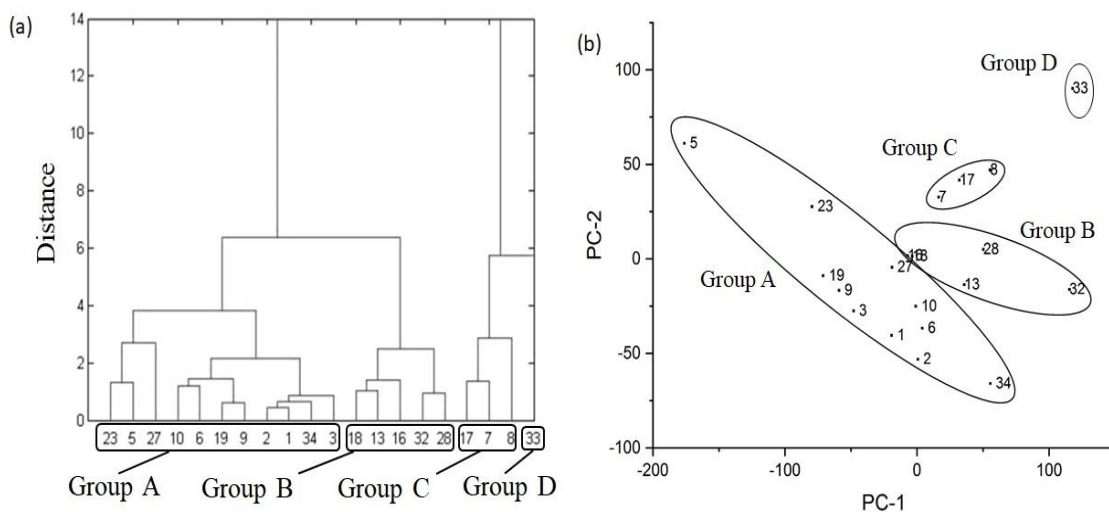 (a)
14
12
10
8
6
4
2
0
Distance
23 5 27 10 6 19 9 2 1 34 3 18 13 16 32 28 17 7 8 33
Group A
Group B
Group C
Group D
(b)
100
50
0
-50
-100
PC-2
-200
-100
0
100
PC-1
Group D
33
Group C
8
17
7
5
23
Group B
28
27
13
32
Group A
19
9
3
10
6
1
2
34